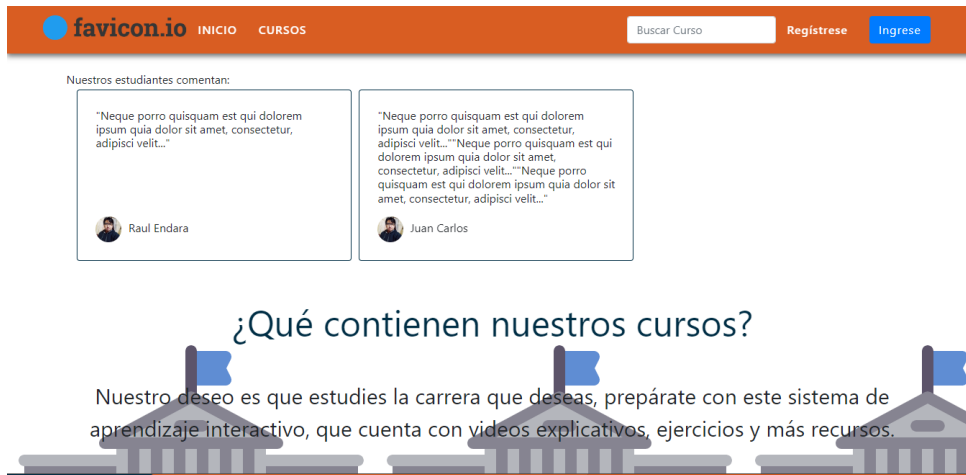 favicon.io INICIO CURSOS Buscar Curso Regístrese Ingrese
Nuestros estudiantes comentan:
"Neque porro quisquam est qui dolorem
ipsum quia dolor sit amet, consectetur,
adipisci velit..."
Raul Endara
"Neque porro quisquam est qui dolorem
ipsum quia dolor sit amet, consectetur,
adipisci velit...""Neque porro quisquam est qui
dolorem ipsum quia dolor sit amet,
consectetur, adipisci velit...""Neque porro
quisquam est qui dolorem ipsum quia dolor sit
amet, consectetur, adipisci velit..."
Juan Carlos
¿Qué contienen nuestros cursos?
Nuestro deseo es que estudies la carrera que deseas, prepárate con este sistema de
aprendizaje interactivo, que cuenta con videos explicativos, ejercicios y más recursos.